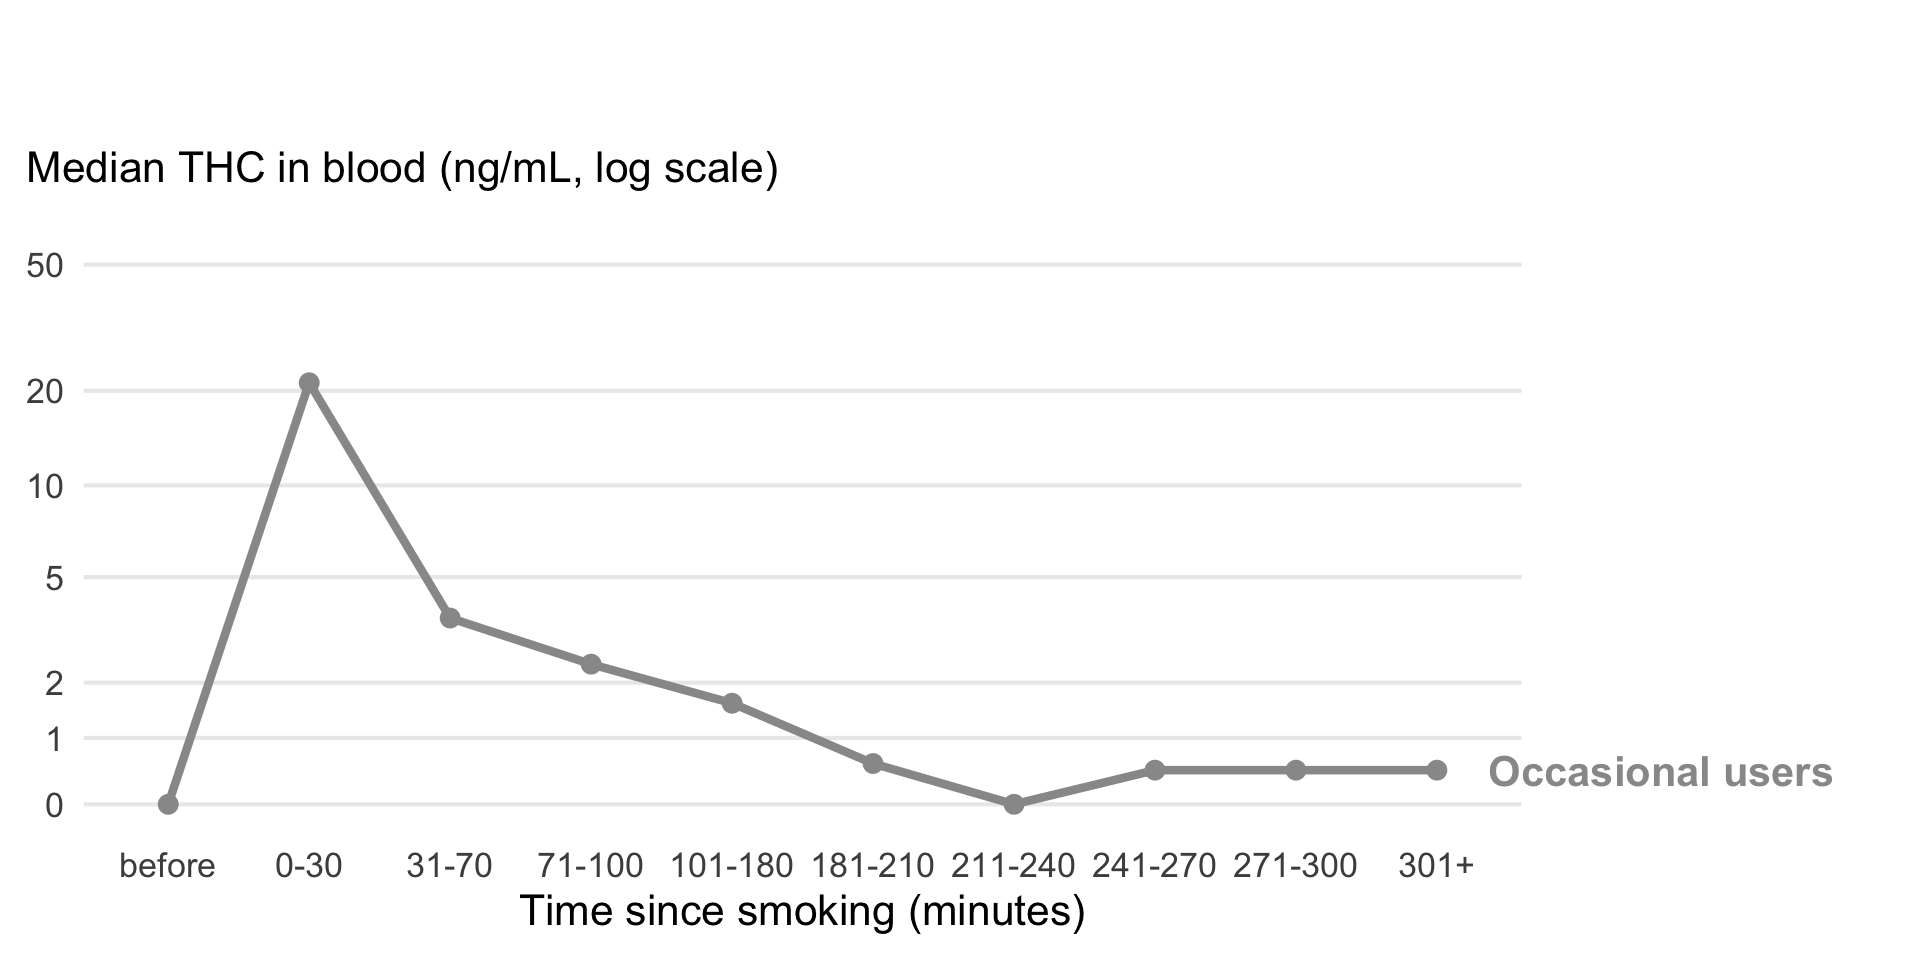 Median THC in blood (ng/mL, log scale)
50
20
10
5
2
1
0
Occasional users
before 0-30 31-70 71-100 101-180 181-210 211-240 241-270 271-300 301+
Time since smoking (minutes)